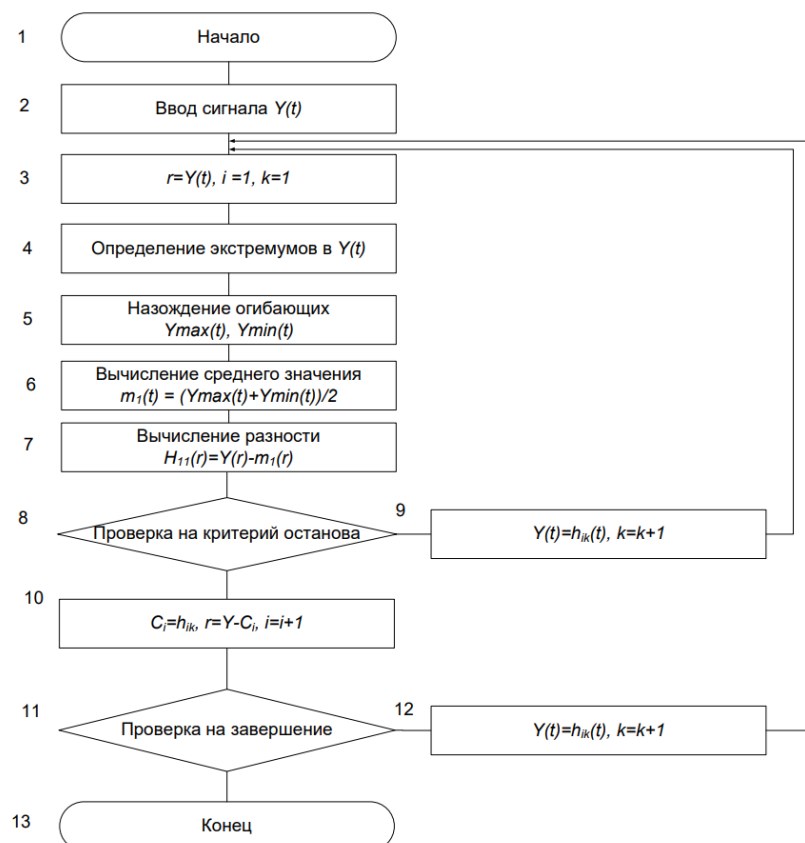 1
Начало
2
Ввод сигнала Y(t)
3
r=Y(t), i =1, k=1
4
Определение экстремумов в Y(t)
5
Назождение огибающих
Ymax(t), Ymin(t)
6
Вычисление среднего значения
m₁(t) = (Ymax(t)+Ymin(t))/2
7
Вычисление разности
H₁₁(r)=Y(r)-m₁(r)
8
Проверка на критерий останова
9
Y(t)=hᵢₖ(t), k=k+1
10
Cᵢ=hᵢₖ, r=Y-Cᵢ, i=i+1
11
Проверка на завершение
12
Y(t)=hᵢₖ(t), k=k+1
13
Конец